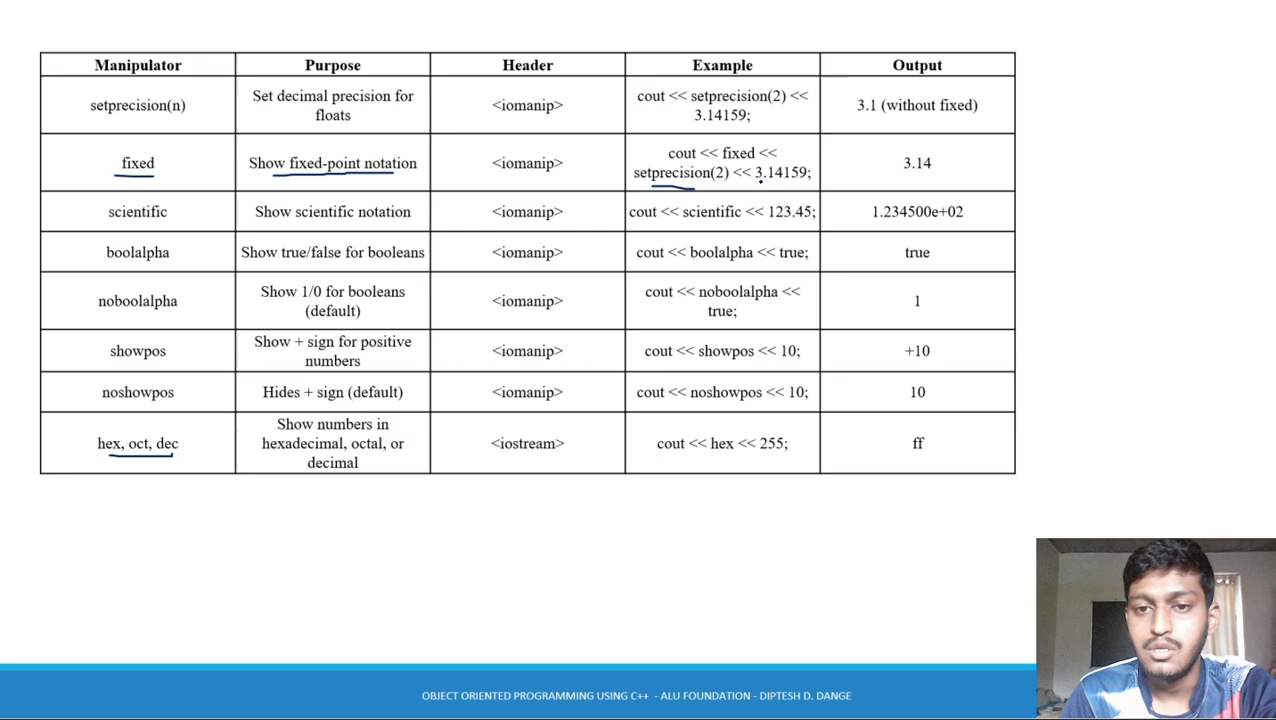 Manipulator Purpose Header Example Output
setprecision(n) Set decimal precision for <iomanip> cout << setprecision(2) << 3.1 (without fixed)
floats 3.14159;
fixed Show fixed-point notation <iomanip> cout << fixed << 3.14
setprecision(2) << 3.14159;
scientific Show scientific notation <iomanip> cout << scientific << 123.45; 1.234500e+02
boolalpha Show true/false for booleans <iomanip> cout << boolalpha << true; true
noboolalpha Show 1/0 for booleans <iomanip> cout << noboolalpha << 1
(default) true;
showpos Show + sign for positive <iomanip> cout << showpos << 10; +10
numbers
noshowpos Hides + sign (default) <iomanip> cout << noshowpos << 10; 10
hex, oct, dec Show numbers in <iostream> cout << hex << 255; ff
hexadecimal, octal, or
decimal
OBJECT ORIENTED PROGRAMMING USING C++ - ALU FOUNDATION - DIPTESH D. DANGE